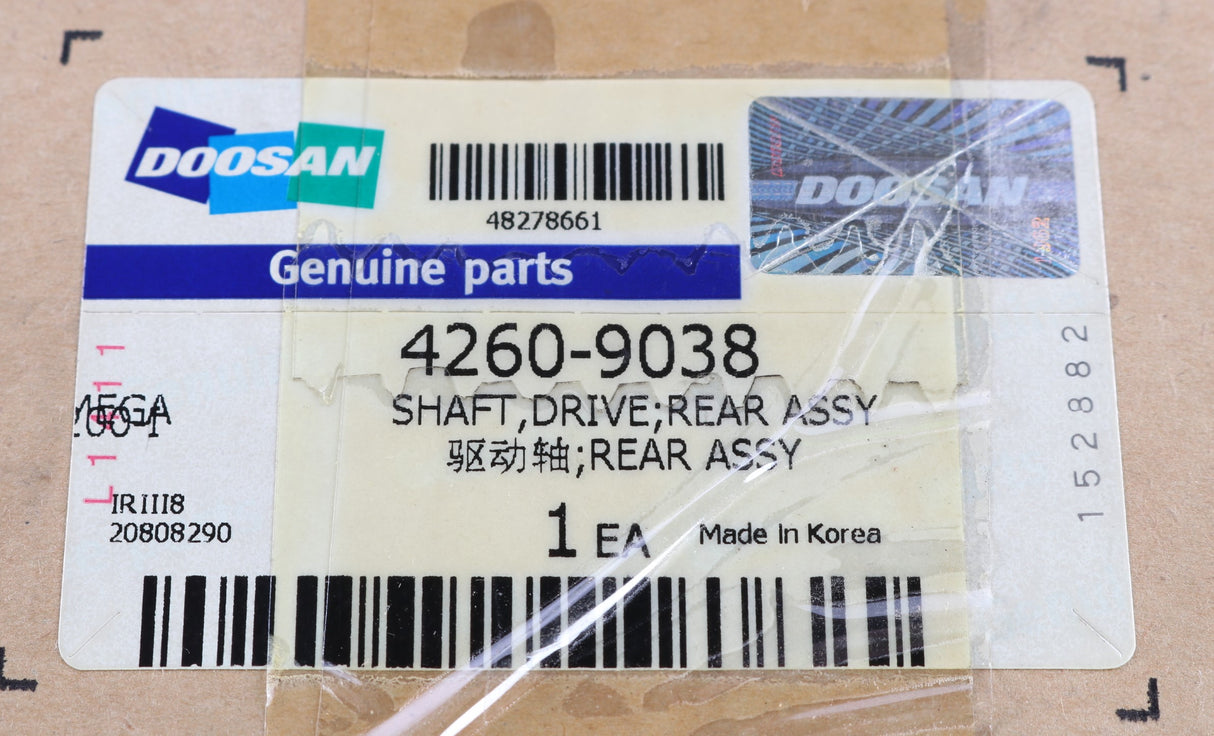 DOOSAN
48278661
DOOSAN
Genuine parts
4260-9038
MEGA
SHAFT,DRIVE;REAR ASSY
驱动轴;REAR ASSY
IRIII8
20808290
1 EA
Made in Korea
152882